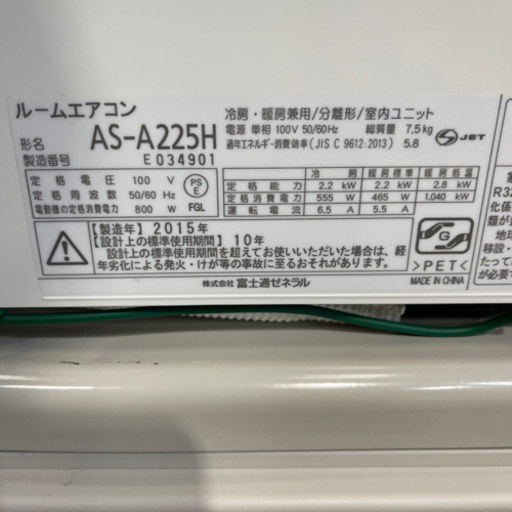 ルームエアコン
形名 AS-A225H
製造番号 E034901
冷房・暖房兼用/分離形/室内ユニット
電源 単相100V 50/60Hz 総質量 7.5kg
通年エネルギー消費効率(JIS C 9612:2013) 5.8
JET
定格電圧 100 V
定格周波数 50/60 Hz
電動機の定格消費電力 800 W
PS
E
FGL
冷房 暖房標準 暖房低温
定格能力 2.2 kW 2.2 kW 2.8 kW
定格消費電力 555 W 465 W 1,040 kW
運転電流 6.5 A 5.5 A
【製造年】2015年
【設計上の標準使用期間】10年
設計上の標準使用期間を超えてお使いいただいた場合は、経
年劣化による発火・けが等の事故に至るおそれがあります。
株式会社 富士通ゼネラル
G
>PET<
MADE IN CHINA
R32
化係
類が
地球
移設・
たって
が必要